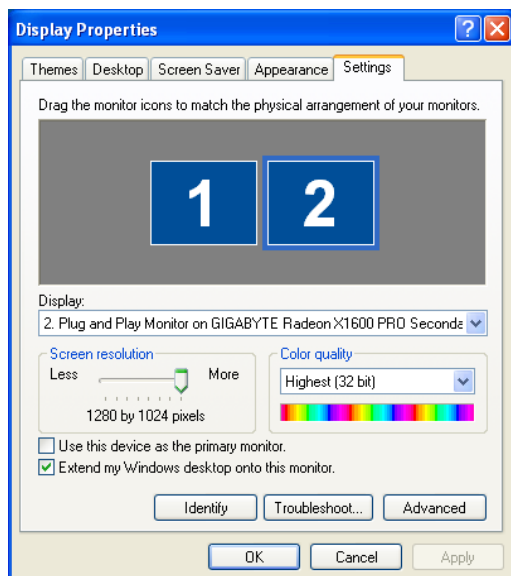 Display Properties
Themes Desktop Screen Saver Appearance Settings
Drag the monitor icons to match the physical arrangement of your monitors.
1 2
Display:
2. Plug and Play Monitor on GIGABYTE Radeon X1600 PRO Seconda
Screen resolution Color quality
Less More Highest (32 bit)
1280 by 1024 pixels
Use this device as the primary monitor.
Extend my Windows desktop onto this monitor.
Identify Troubleshoot... Advanced
OK Cancel Apply